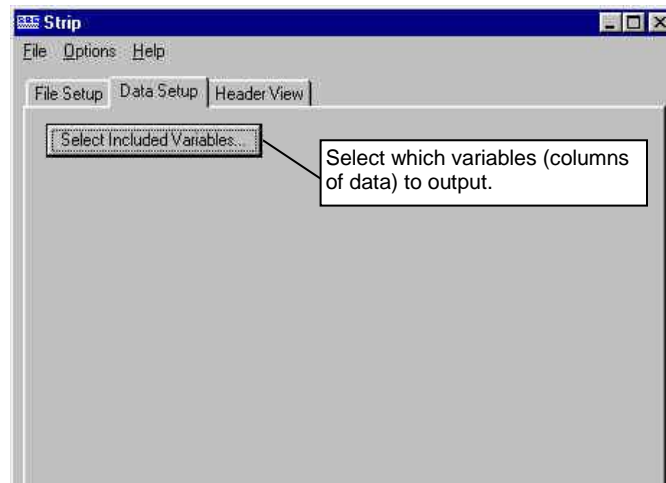 SBE Strip
File Options Help
File Setup Data Setup Header View
Select Included Variables...
Select which variables (columns
of data) to output.